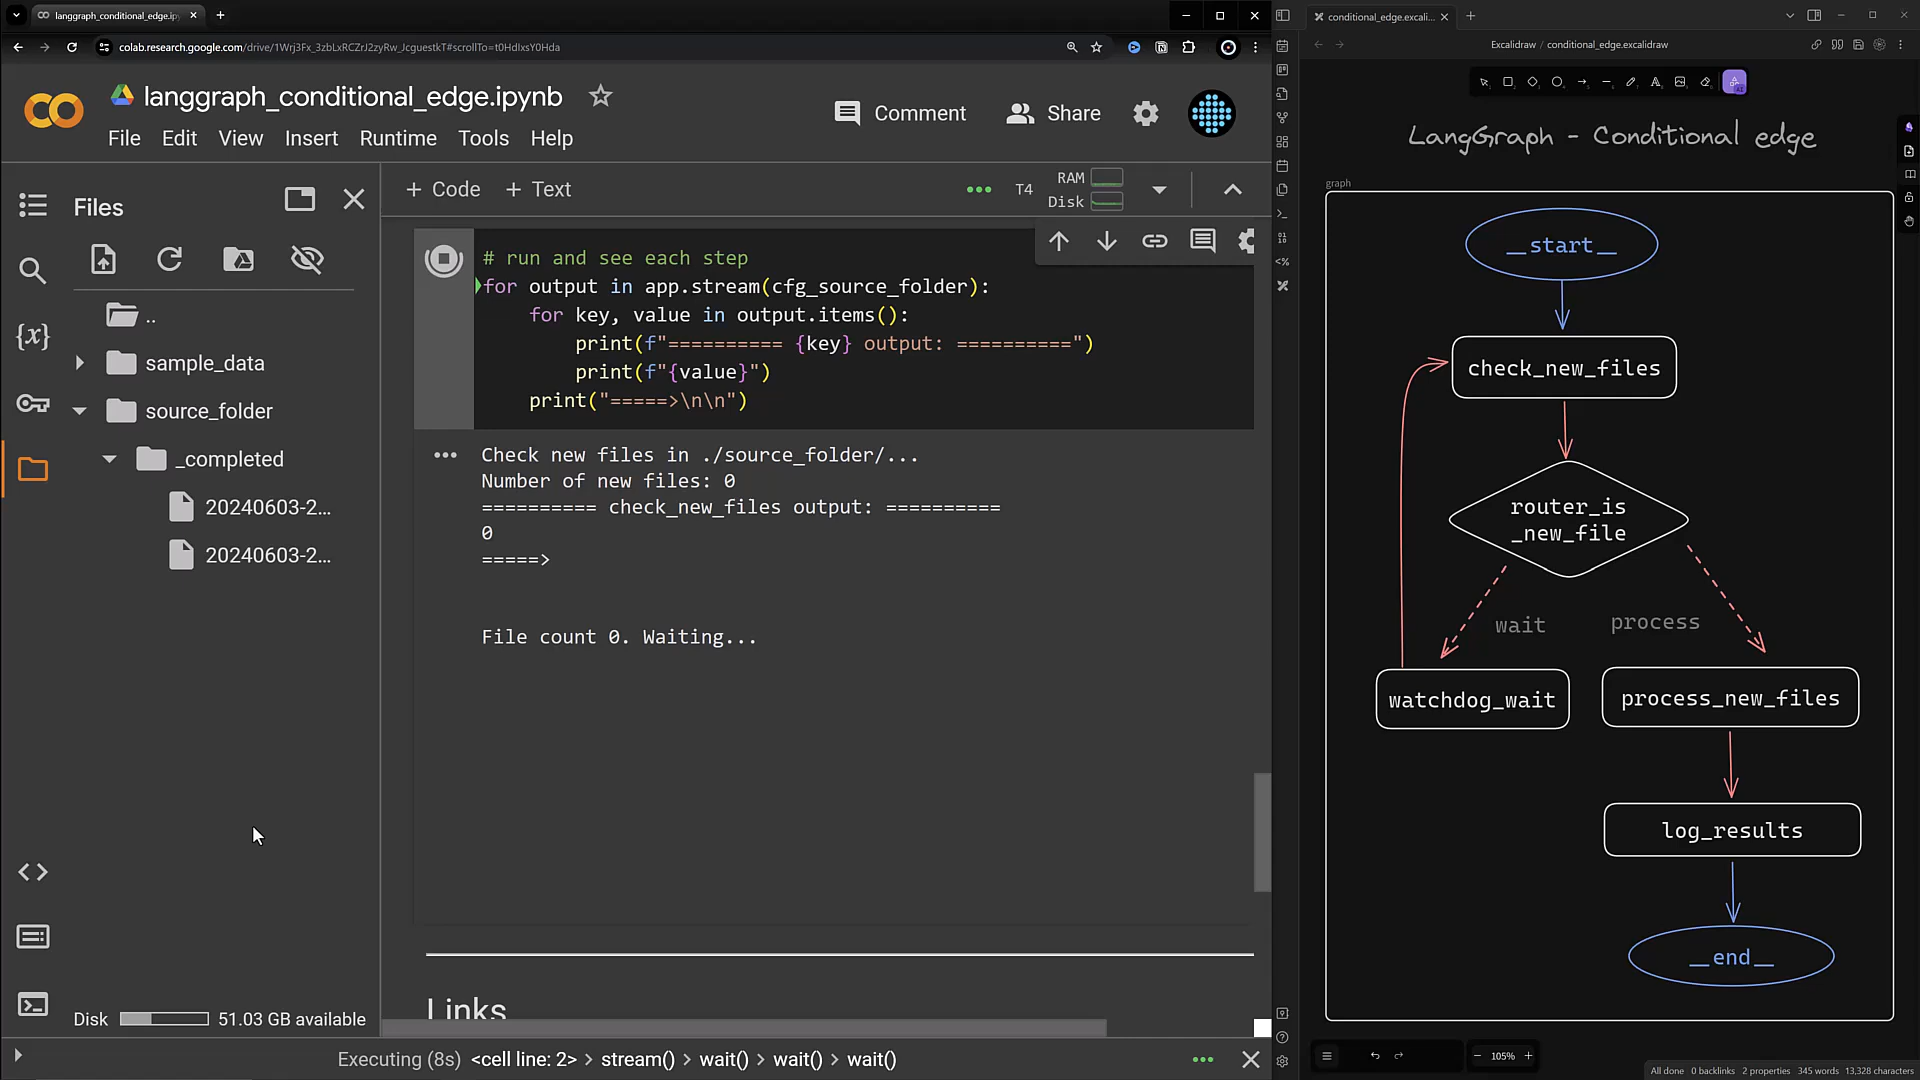 langgraph_conditional_edge.ipy
colab.research.google.com/drive/1Wrj3Fx_3zbLxRCZrJ2zyRw_JcguestkT#scrollTo=t0HdlxsY0Hda
langgraph_conditional_edge.ipynb
File Edit View Insert Runtime Tools Help
Comment
Share
Files
..
sample_data
source_folder
_completed
20240603-2...
20240603-2...
Disk 51.03 GB available
+ Code + Text
T4
RAM
Disk
# run and see each step
for output in app.stream(cfg_source_folder):
for key, value in output.items():
print(f"========== {key} output: ==========")
print(f"{value}")
print("=====>\n\n")
Check new files in ./source_folder/...
Number of new files: 0
========== check_new_files output: ==========
0
=====>
File count 0. Waiting...
Links
Executing (8s) <cell line: 2> > stream() > wait() > wait() > wait()
conditional_edge.excali...
Excalidraw / conditional_edge.excalidraw
LangGraph - Conditional edge
graph
__start__
check_new_files
router_is
_new_file
wait
process
watchdog_wait
process_new_files
log_results
__end__
105%
All done 0 backlinks 2 properties 345 words 13,328 characters